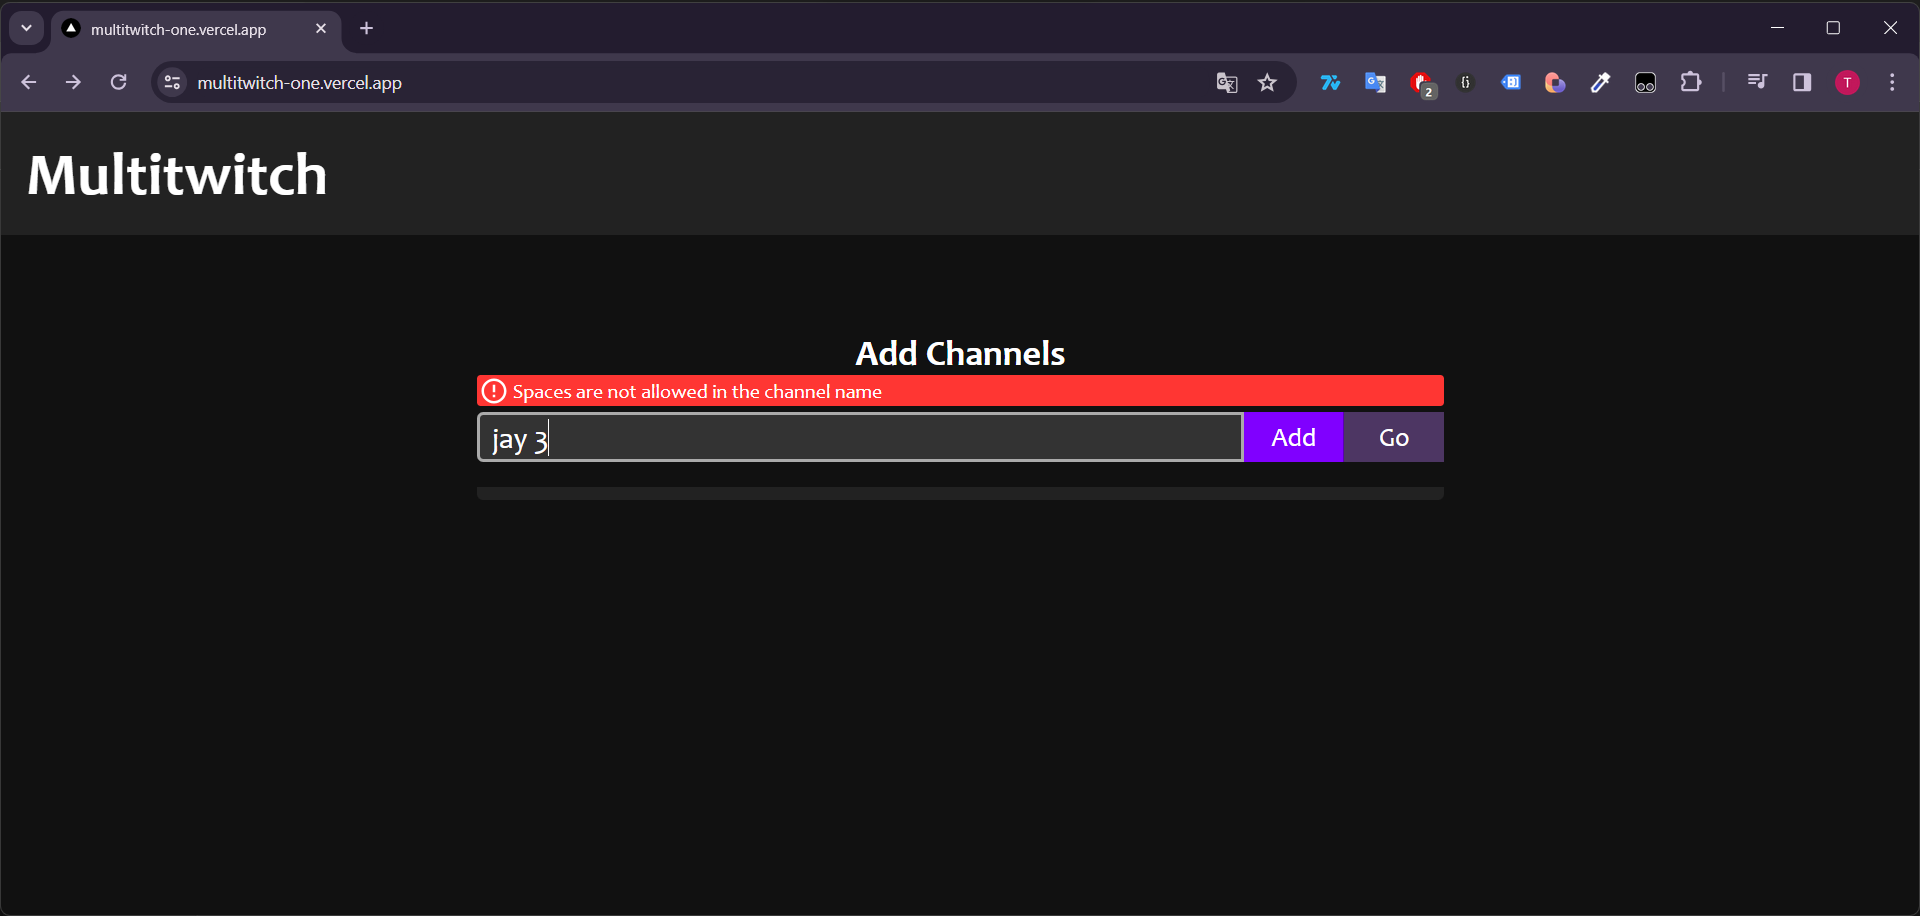 multitwitch-one.vercel.app
multitwitch-one.vercel.app
2
T
Multitwitch
Add Channels
Spaces are not allowed in the channel name
jay 3
Add
Go